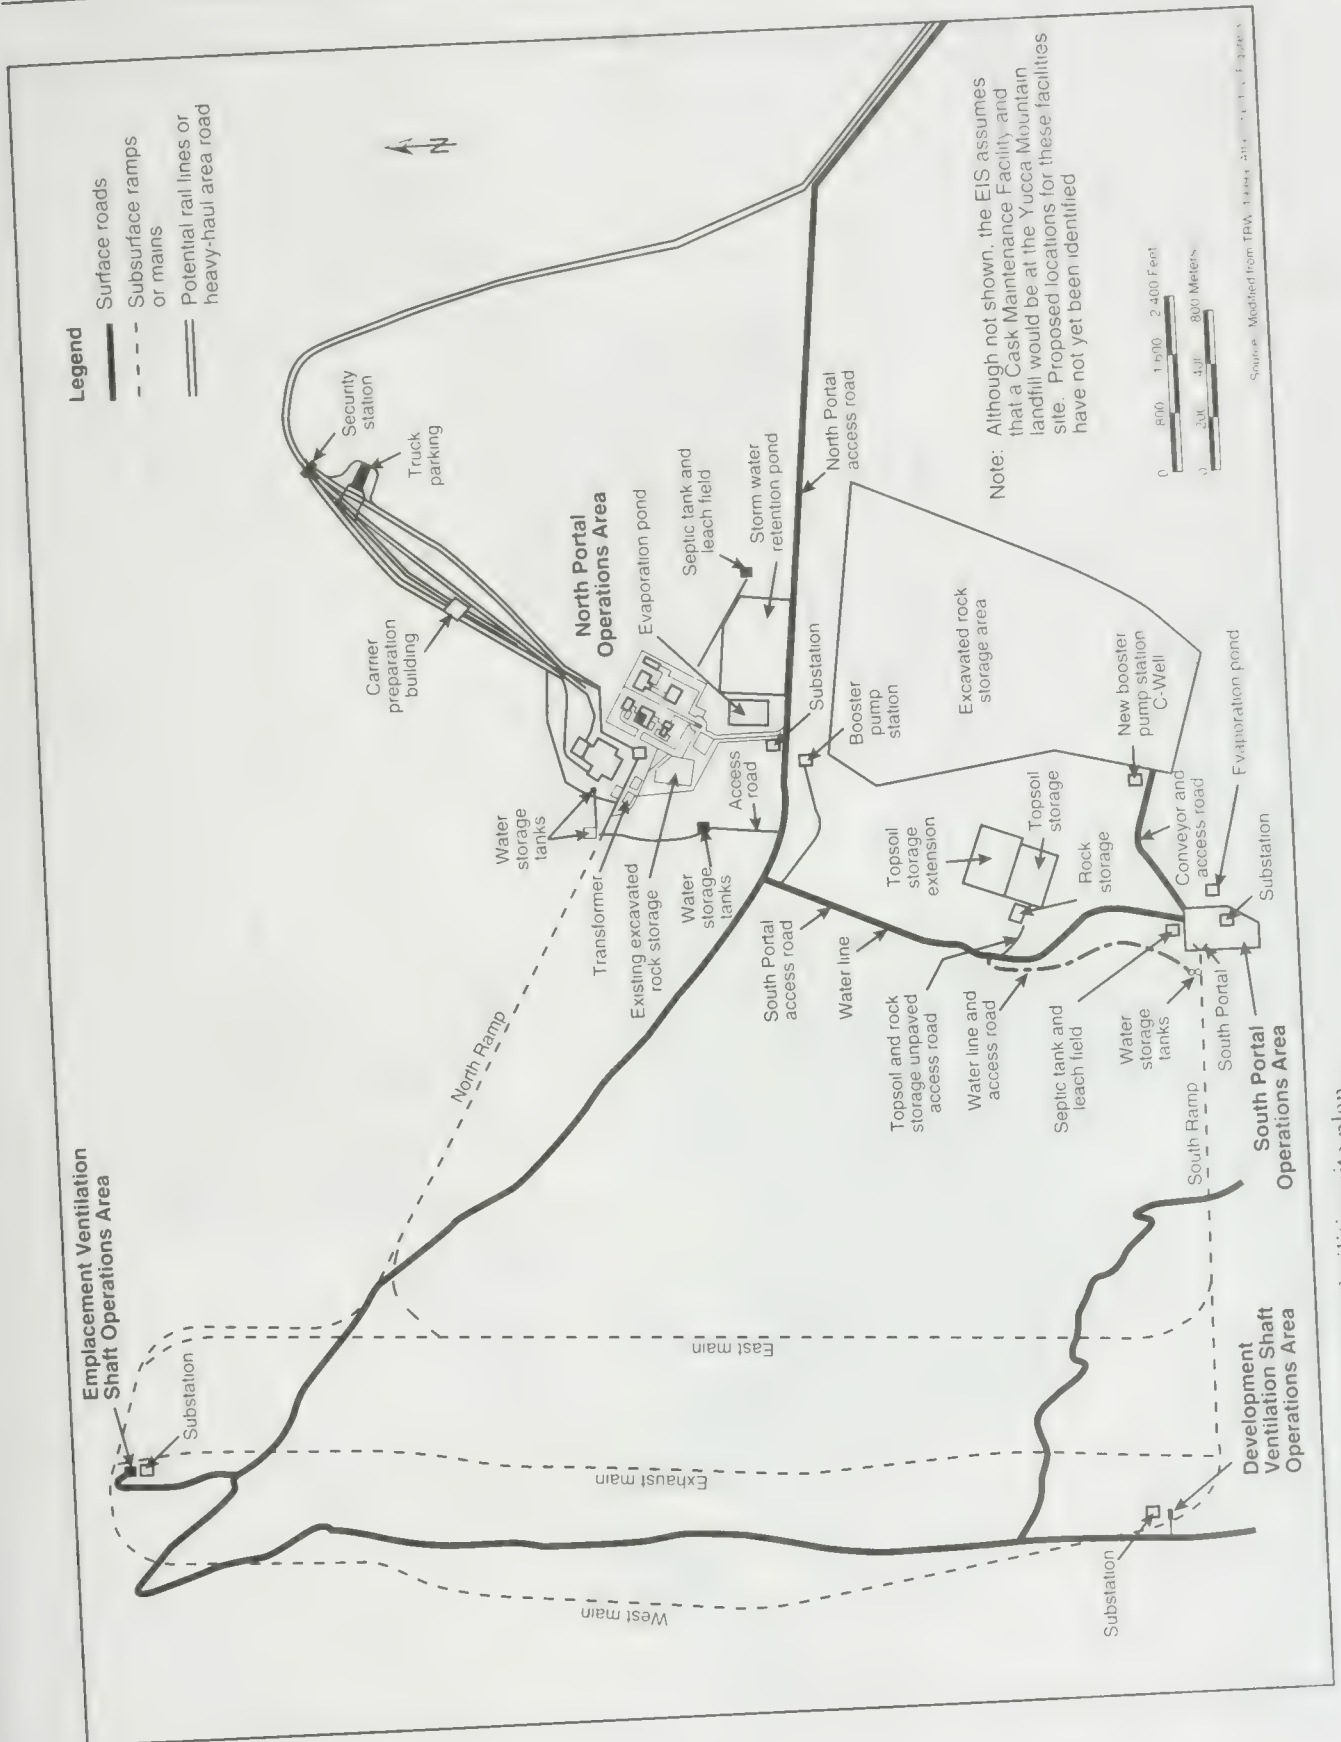 Legend
Surface roads
Subsurface ramps
or mains
Potential rail lines or
heavy-haul area road
N
Emplacement Ventilation
Shaft Operations Area
Substation
Security
station
Truck
parking
Carrier
preparation
building
North Portal
Operations Area
Evaporation pond
Septic tank and
leach field
Storm water
retention pond
North Portal
access road
Water
storage
tanks
Transformer
Existing excavated
rock storage
Water
storage
tanks
Access
road
Substation
Booster
pump
station
North Ramp
South Portal
access road
Water line
Topsoil and rock
storage unpaved
access road
Water line and
access road
Septic tank and
leach field
Water
storage
tanks
South Portal
South Portal
Operations Area
South Ramp
Topsoil
storage
extension
Topsoil
storage
Rock
storage
Excavated rock
storage area
New booster
pump station
C-Well
Conveyor and
access road
Evaporation pond
Substation
East main
Exhaust main
West main
Substation
Development
Ventilation Shaft
Operations Area
Note: Although not shown, the EIS assumes
that a Cask Maintenance Facility and
landfill would be at the Yucca Mountain
site. Proposed locations for these facilities
have not yet been identified
0 800 1 600 2 400 Feet
0 200 400 800 Meters
Source Modified from TRW
site plan